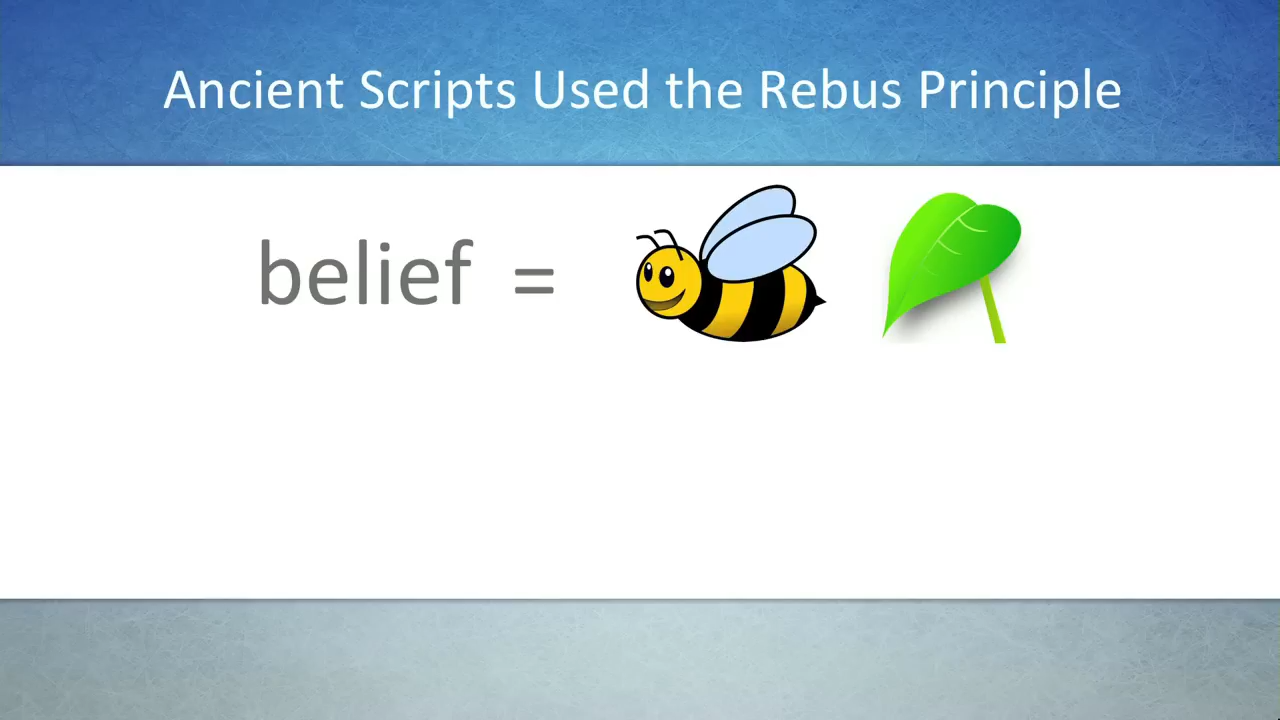 Ancient Scripts Used the Rebus Principle
belief =